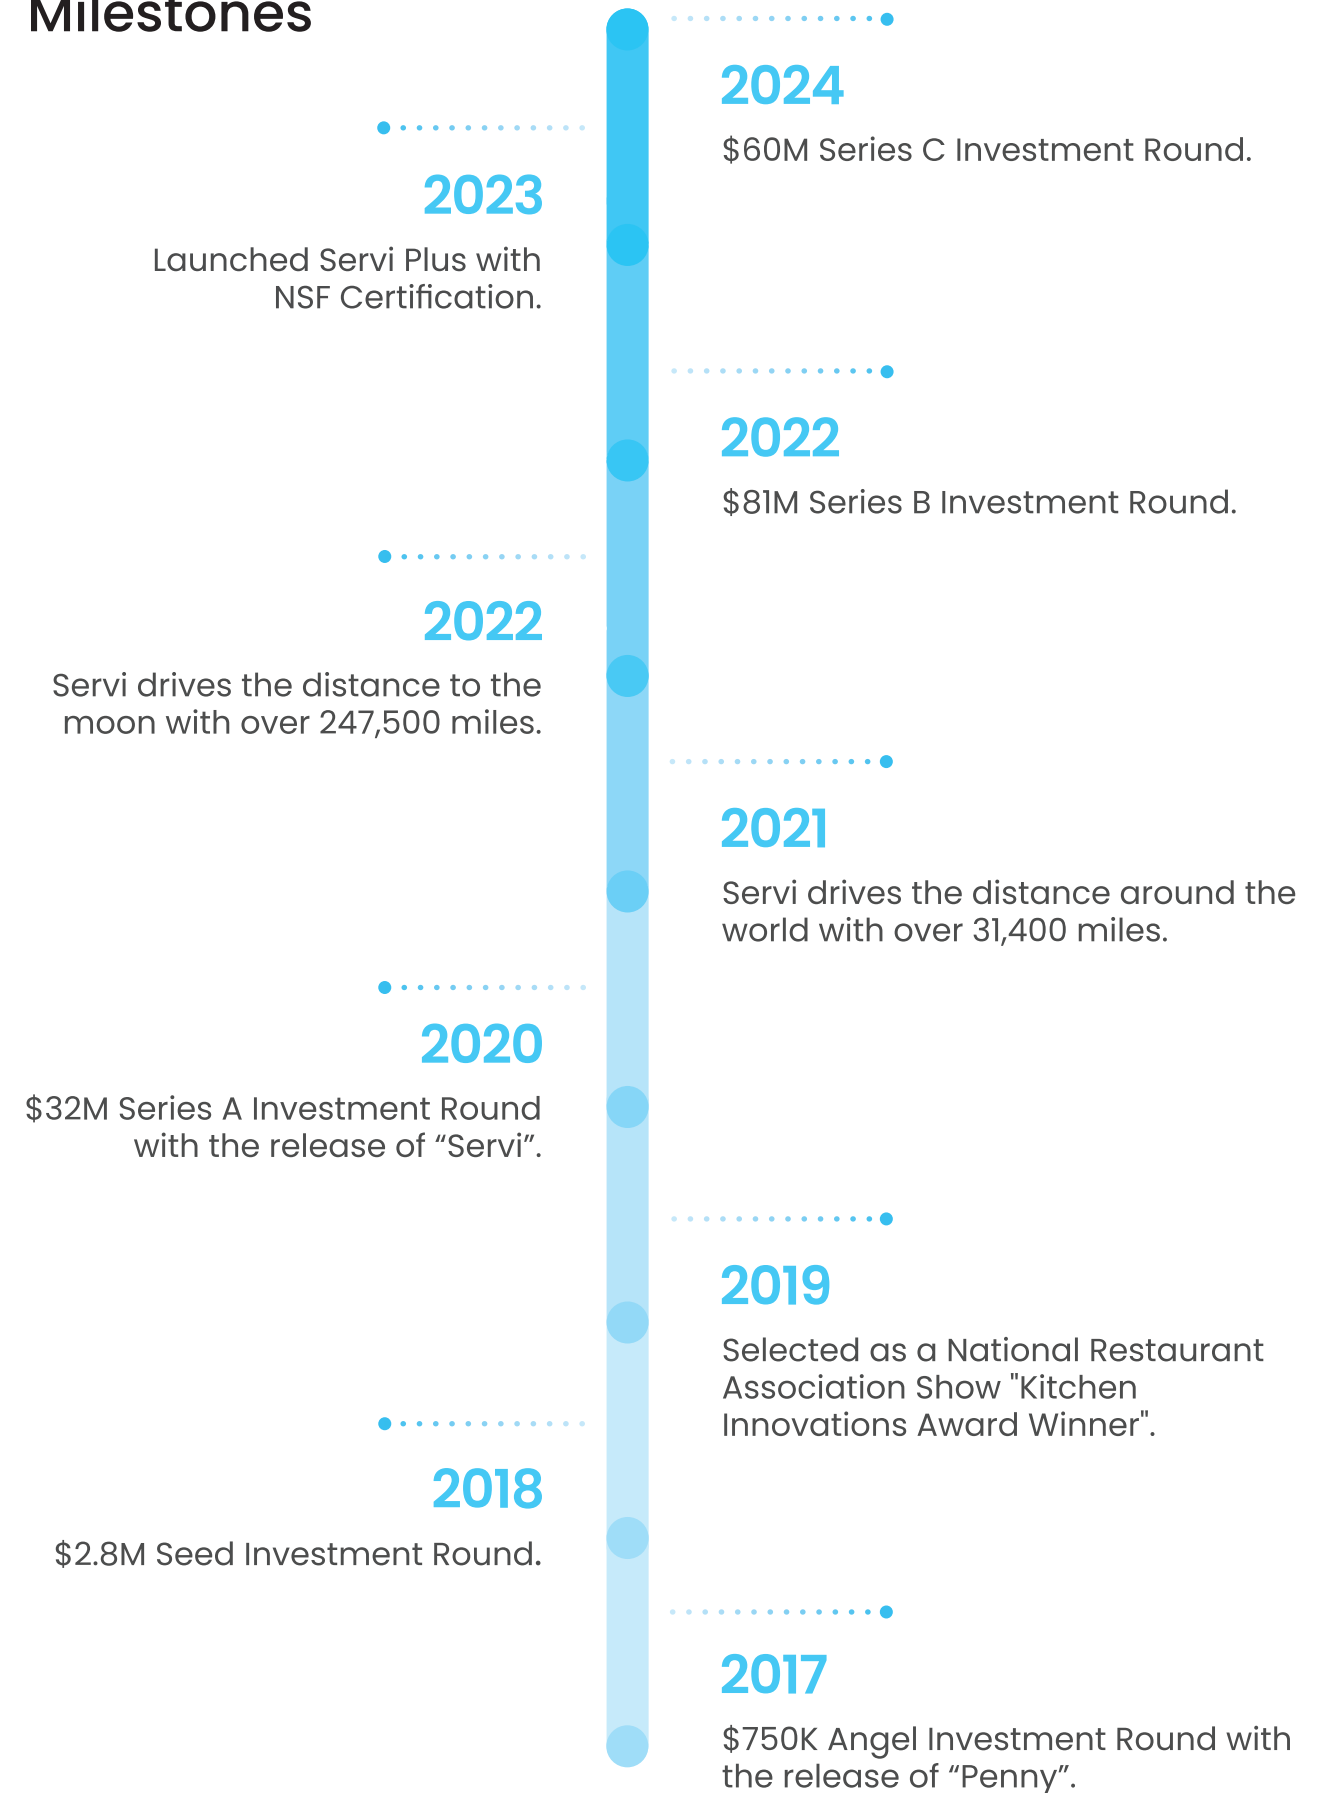 Milestones
2024
$60M Series C Investment Round.
2023
Launched Servi Plus with
NSF Certification.
2022
$81M Series B Investment Round.
2022
Servi drives the distance to the
moon with over 247,500 miles.
2021
Servi drives the distance around the
world with over 31,400 miles.
2020
$32M Series A Investment Round
with the release of “Servi”.
2019
Selected as a National Restaurant
Association Show "Kitchen
Innovations Award Winner".
2018
$2.8M Seed Investment Round.
2017
$750K Angel Investment Round with
the release of “Penny”.